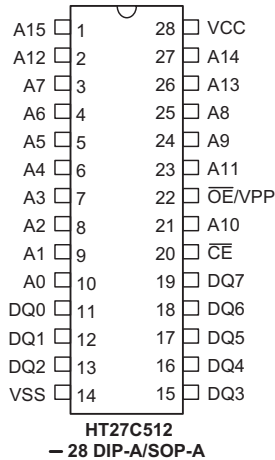 A15 1 28 VCC
A12 2 27 A14
A7 3 26 A13
A6 4 25 A8
A5 5 24 A9
A4 6 23 A11
A3 7 22 O̅E̅/VPP
A2 8 21 A10
A1 9 20 C̅E̅
A0 10 19 DQ7
DQ0 11 18 DQ6
DQ1 12 17 DQ5
DQ2 13 16 DQ4
VSS 14 15 DQ3
HT27C512
– 28 DIP-A/SOP-A